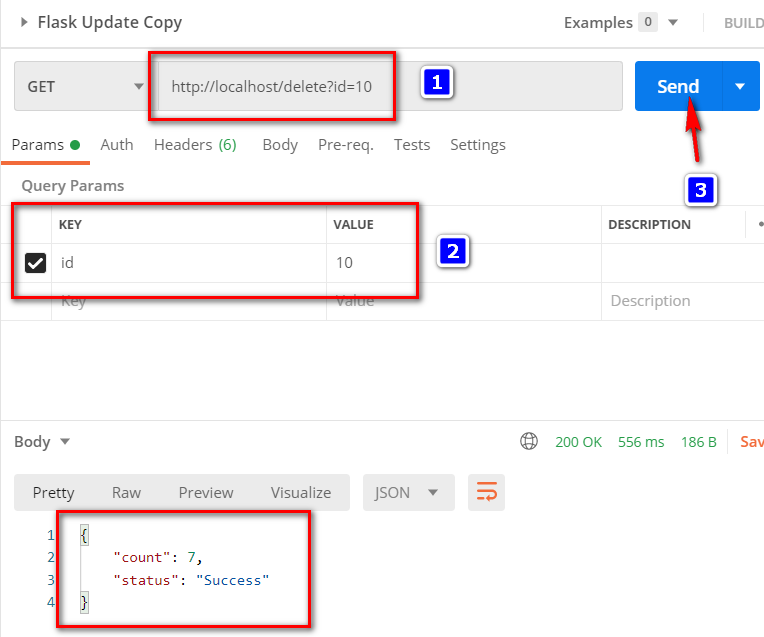 Flask Update Copy Examples 0 BUILD
GET http://localhost/delete?id=10 1 Send
Params Auth Headers (6) Body Pre-req. Tests Settings
3
Query Params
KEY VALUE DESCRIPTION
2
id 10
Key Value Description
Body 200 OK 556 ms 186 B Sav
Pretty Raw Preview Visualize JSON
1 {
2 "count": 7,
3 "status": "Success"
4 }